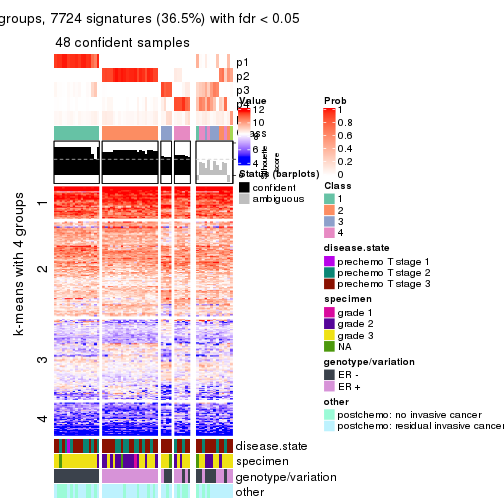 groups, 7724 signatures (36.5%) with fdr < 0.05
48 confident samples
p1
p2
p3
p4
Value
12
10
8
6
4
Silhouette
score
Status (barplots)
confident
ambiguous
Prob
1
0.8
0.6
0.4
0.2
0
Class
1
2
3
4
disease.state
prechemo T stage 1
prechemo T stage 2
prechemo T stage 3
specimen
grade 1
grade 2
grade 3
NA
genotype/variation
ER -
ER +
other
postchemo: no invasive cancer
postchemo: residual invasive cancer
k-means with 4 groups
1
2
3
4
disease.state
specimen
genotype/variation
other